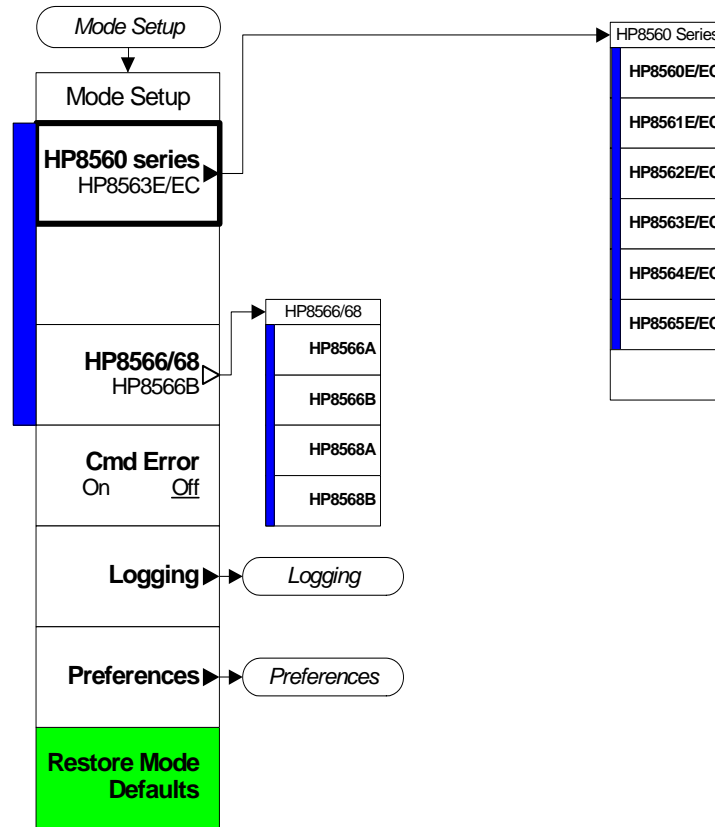 Mode Setup
Mode Setup
HP8560 series
HP8563E/EC
HP8566/68
HP8566B
Cmd Error
On Off
Logging
Preferences
Restore Mode
Defaults
HP8566/68
HP8566A
HP8566B
HP8568A
HP8568B
Logging
Preferences
HP8560 Series
HP8560E/EC
HP8561E/EC
HP8562E/EC
HP8563E/EC
HP8564E/EC
HP8565E/EC